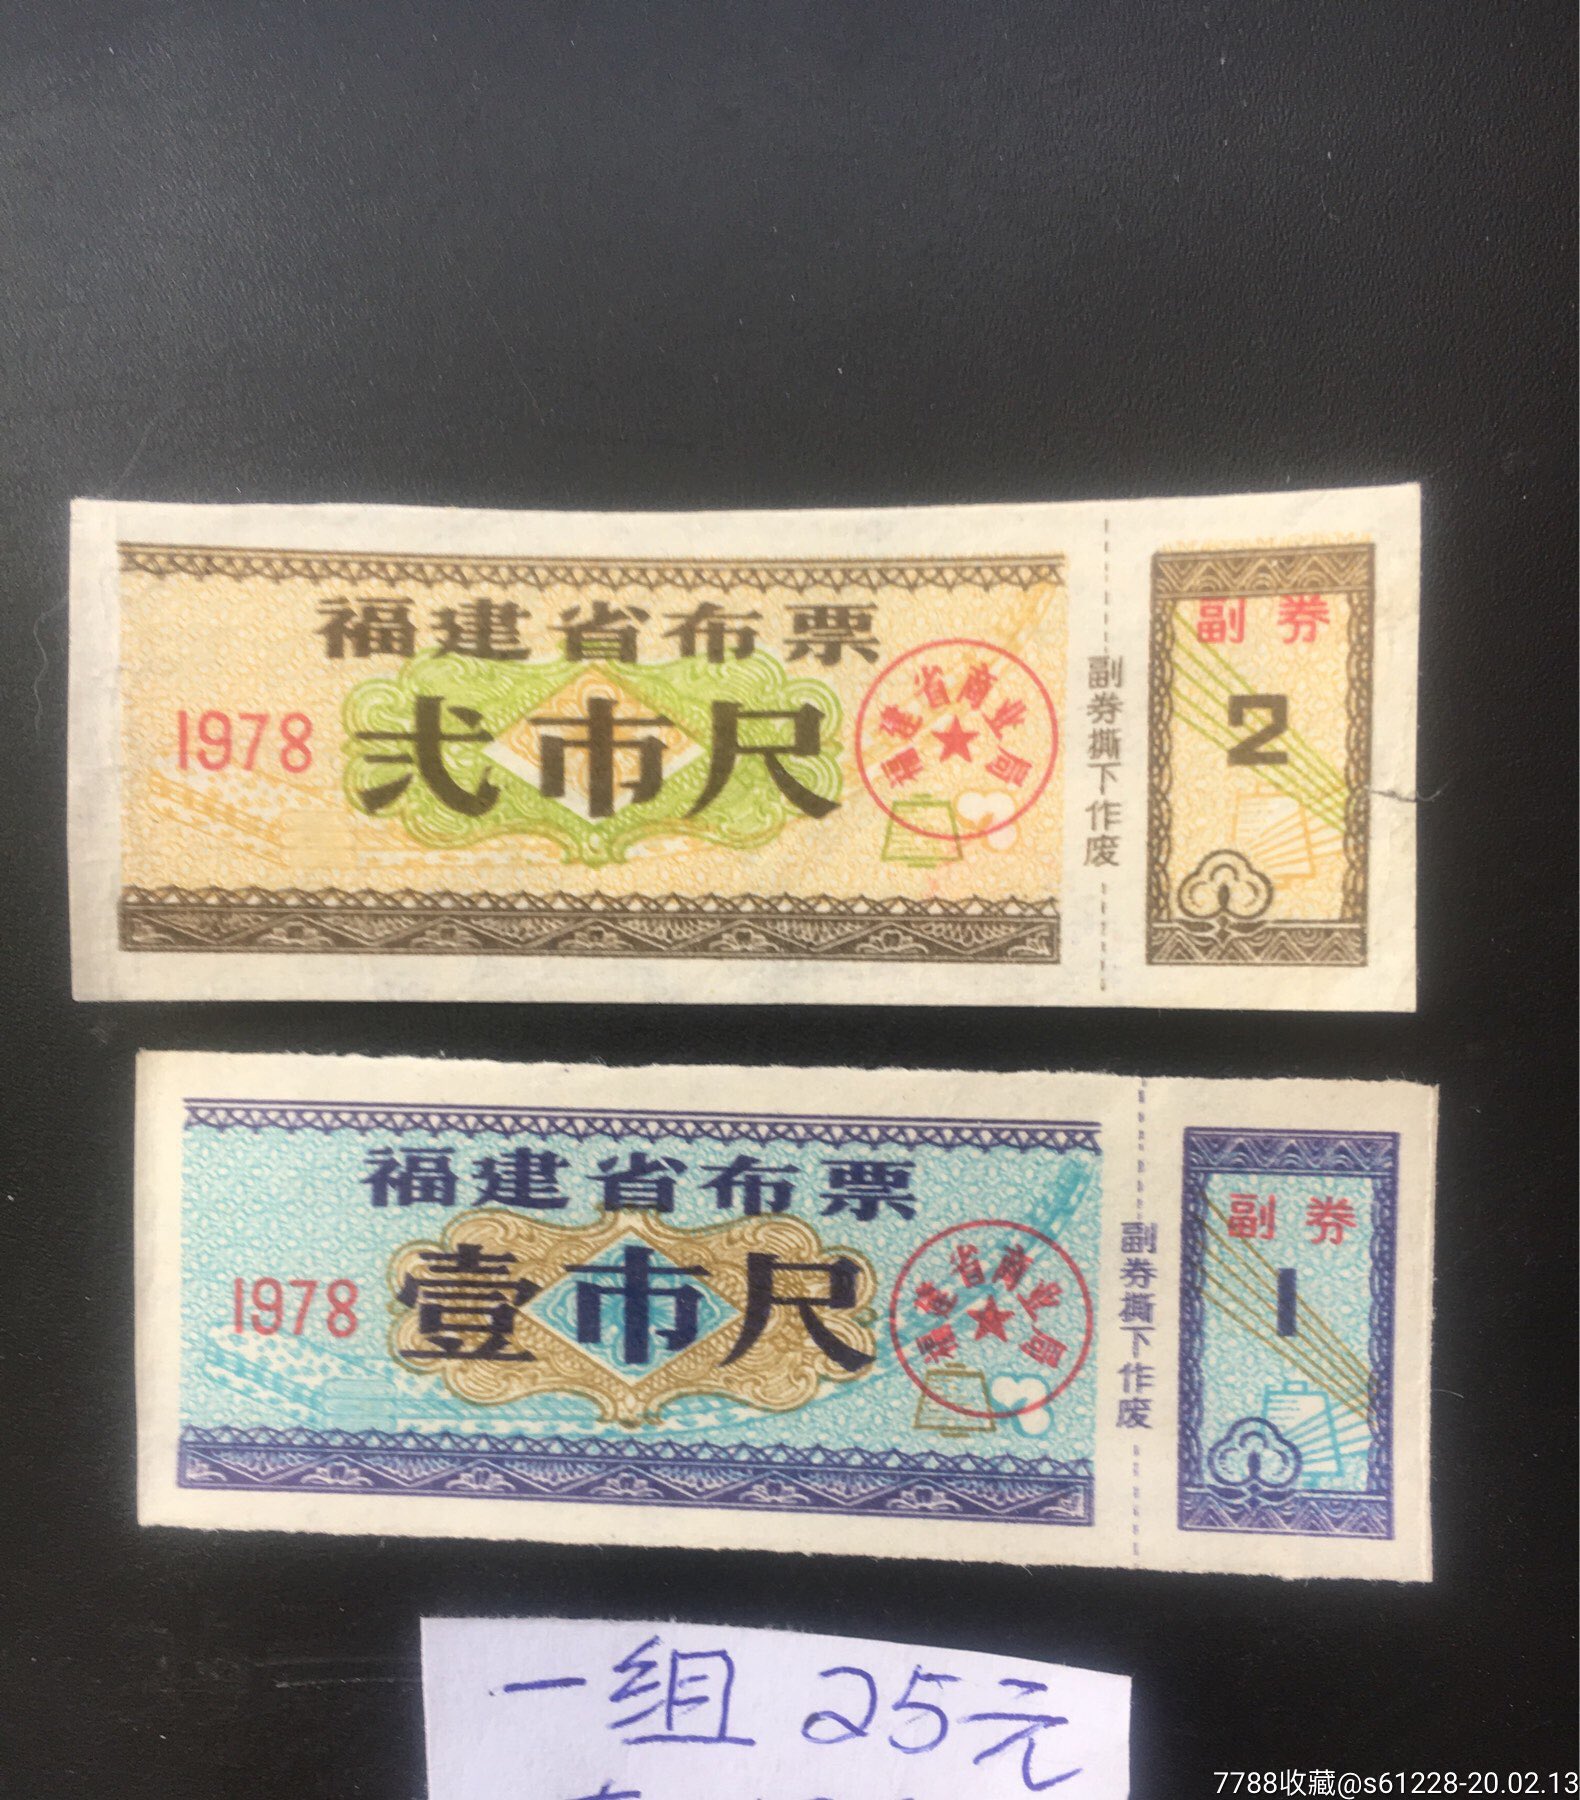 福建省布票
1978 弍市尺
福建省商业局
副券撕下作废
副券
2
福建省布票
1978 壹市尺
福建省商业局
副券撕下作废
副券
1
一组 25元
7788收藏@s61228-20.02.13